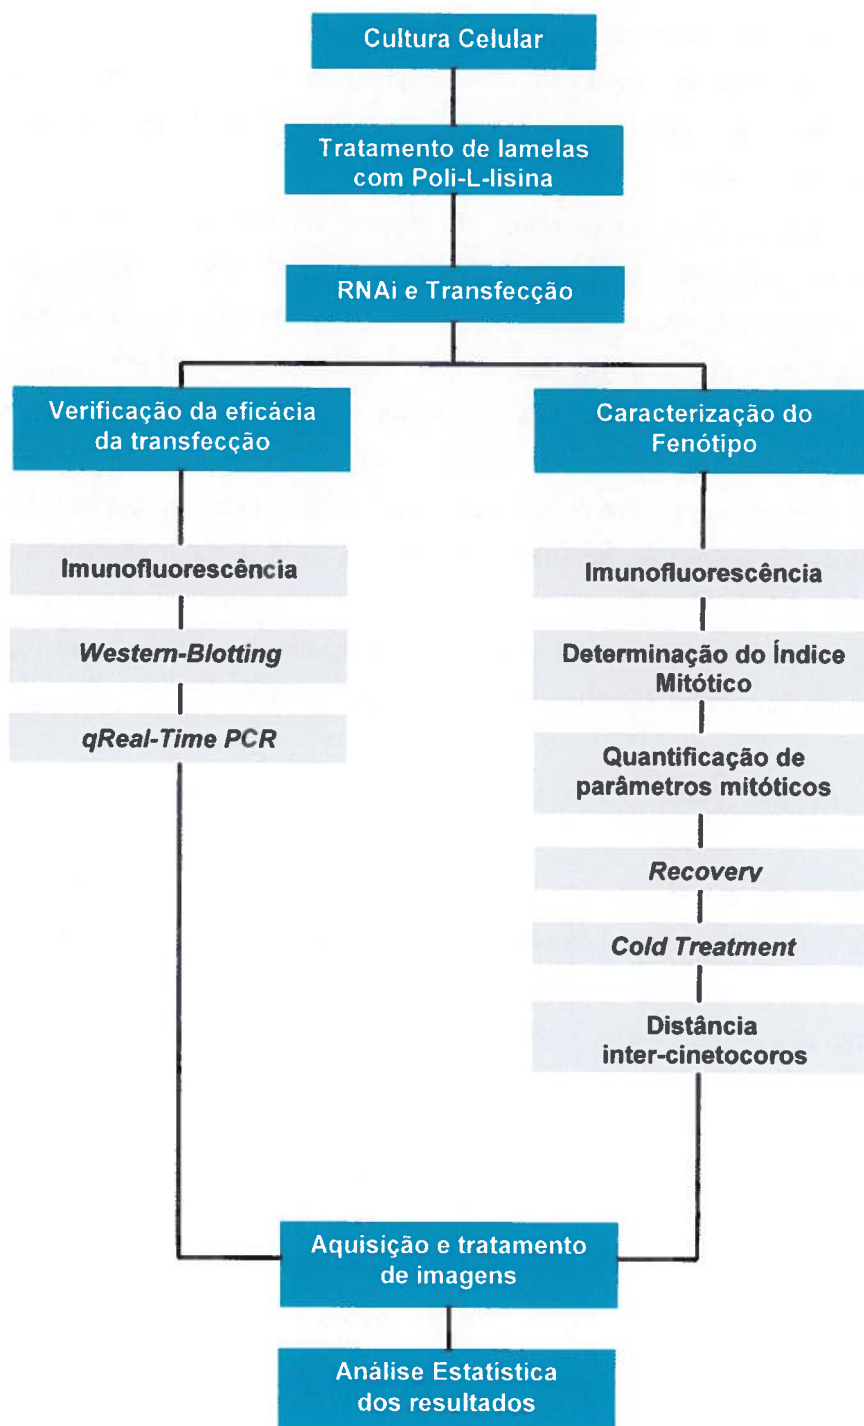 Cultura Celular
Tratamento de lamelas
com Poli-L-lisina
RNAi e Transfecção
Verificação da eficácia
da transfecção
Imunofluorescência
Western-Blotting
qReal-Time PCR
Caracterização do
Fenótipo
Imunofluorescência
Determinação do Índice
Mitótico
Quantificação de
parâmetros mitóticos
Recovery
Cold Treatment
Distância
inter-cinetocoros
Aquisição e tratamento
de imagens
Análise Estatística
dos resultados